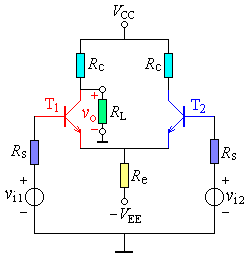 VCC
RC RC
T1 + T2
vO RL
−
Rs Rs
+ Re +
vi1 vi2
− −VEE −